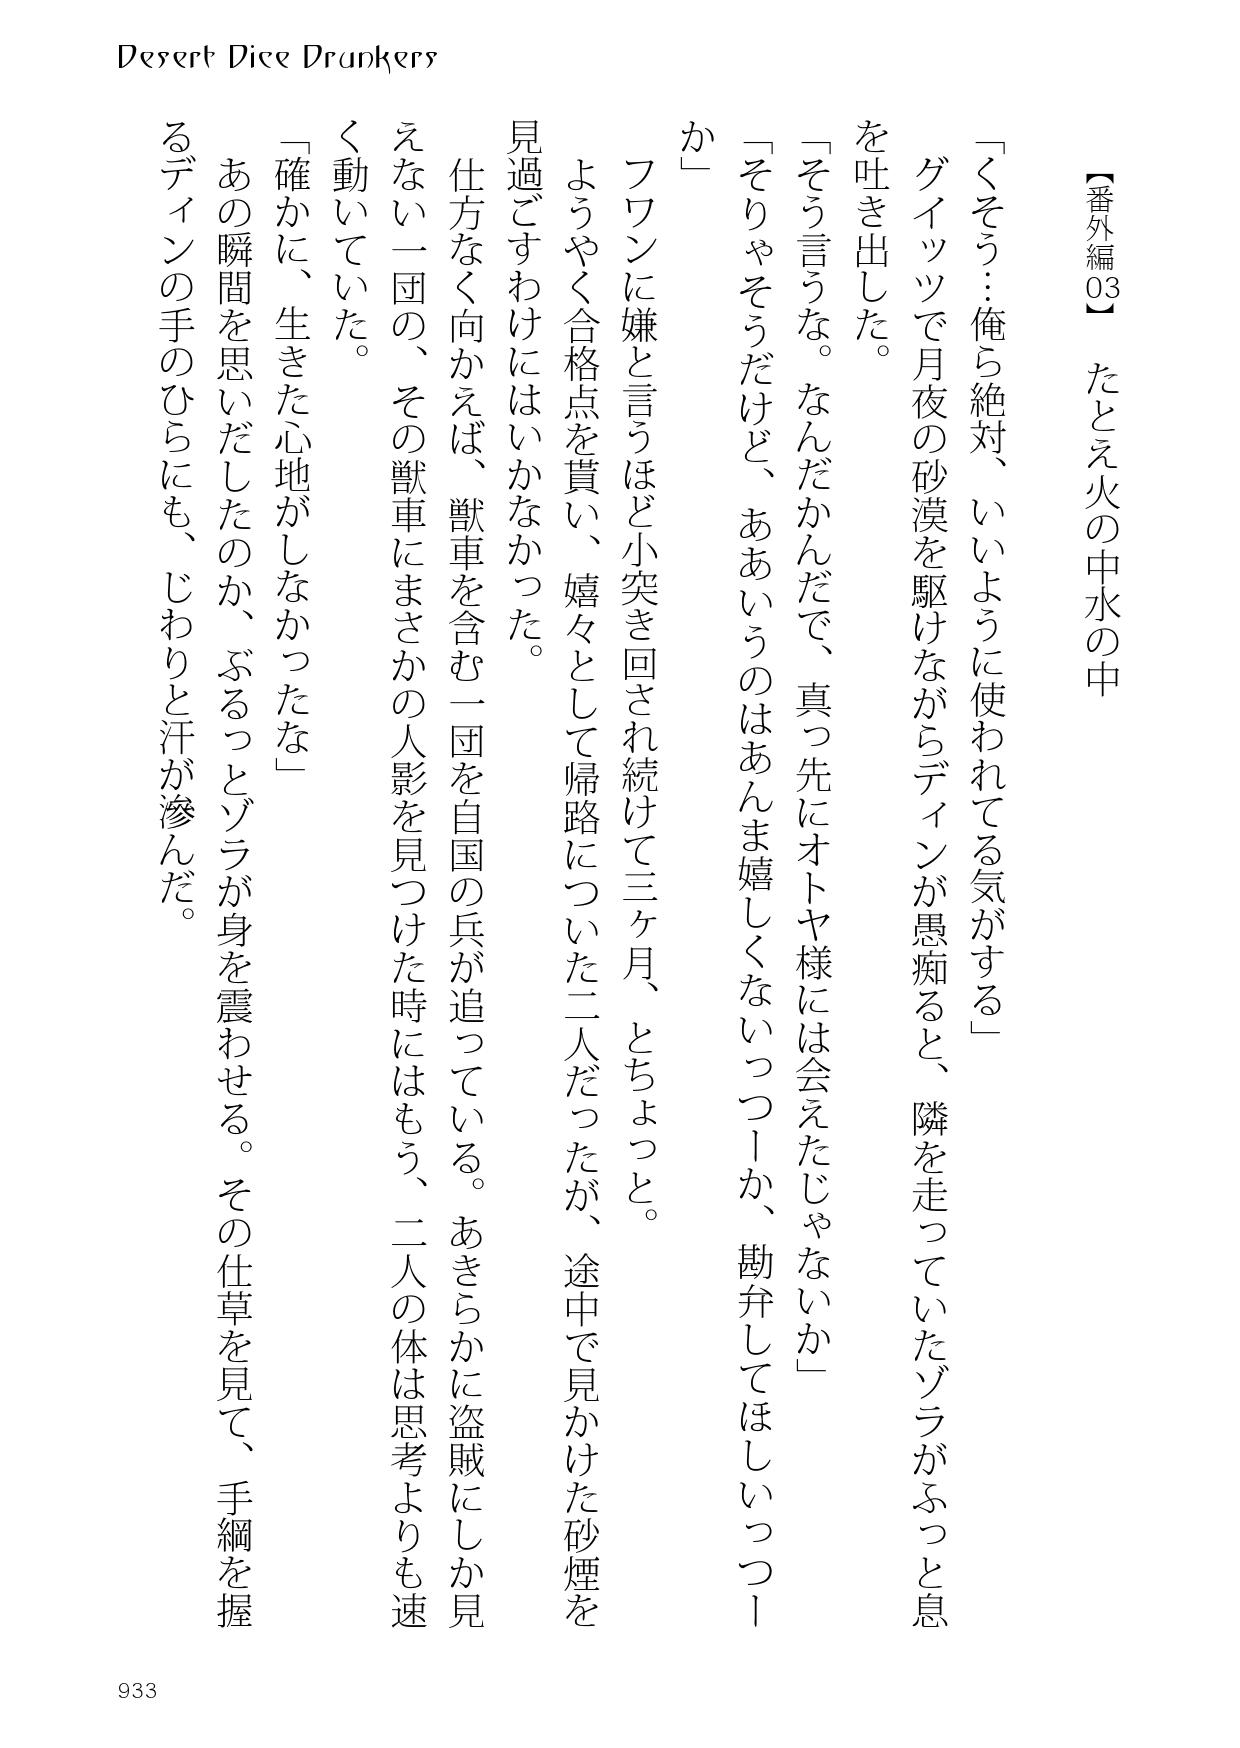 Desert Dice Drunkers
【番外編03】　たとえ火の中水の中
「くそう…俺ら絶対、いいように使われてる気がする」
　グイッツで月夜の砂漠を駆けながらディンが愚痴ると、隣を走っていたゾラがふっと息
を吐き出した。
「そう言うな。なんだかんだで、真っ先にオトヤ様には会えたじゃないか」
「そりゃそうだけど、ああいうのはあんま嬉しくないっつーか、勘弁してほしいっつー
か」
　フワンに嫌と言うほど小突き回され続けて三ヶ月、とちょっと。
　ようやく合格点を貰い、嬉々として帰路についた二人だったが、途中で見かけた砂煙を
見過ごすわけにはいかなかった。
　仕方なく向かえば、獣車を含む一団を自国の兵が追っている。あきらかに盗賊にしか見
えない一団の、その獣車にまさかの人影を見つけた時にはもう、二人の体は思考よりも速
く動いていた。
「確かに、生きた心地がしなかったな」
　あの瞬間を思いだしたのか、ぶるっとゾラが身を震わせる。その仕草を見て、手綱を握
るディンの手のひらにも、じわりと汗が滲んだ。
933